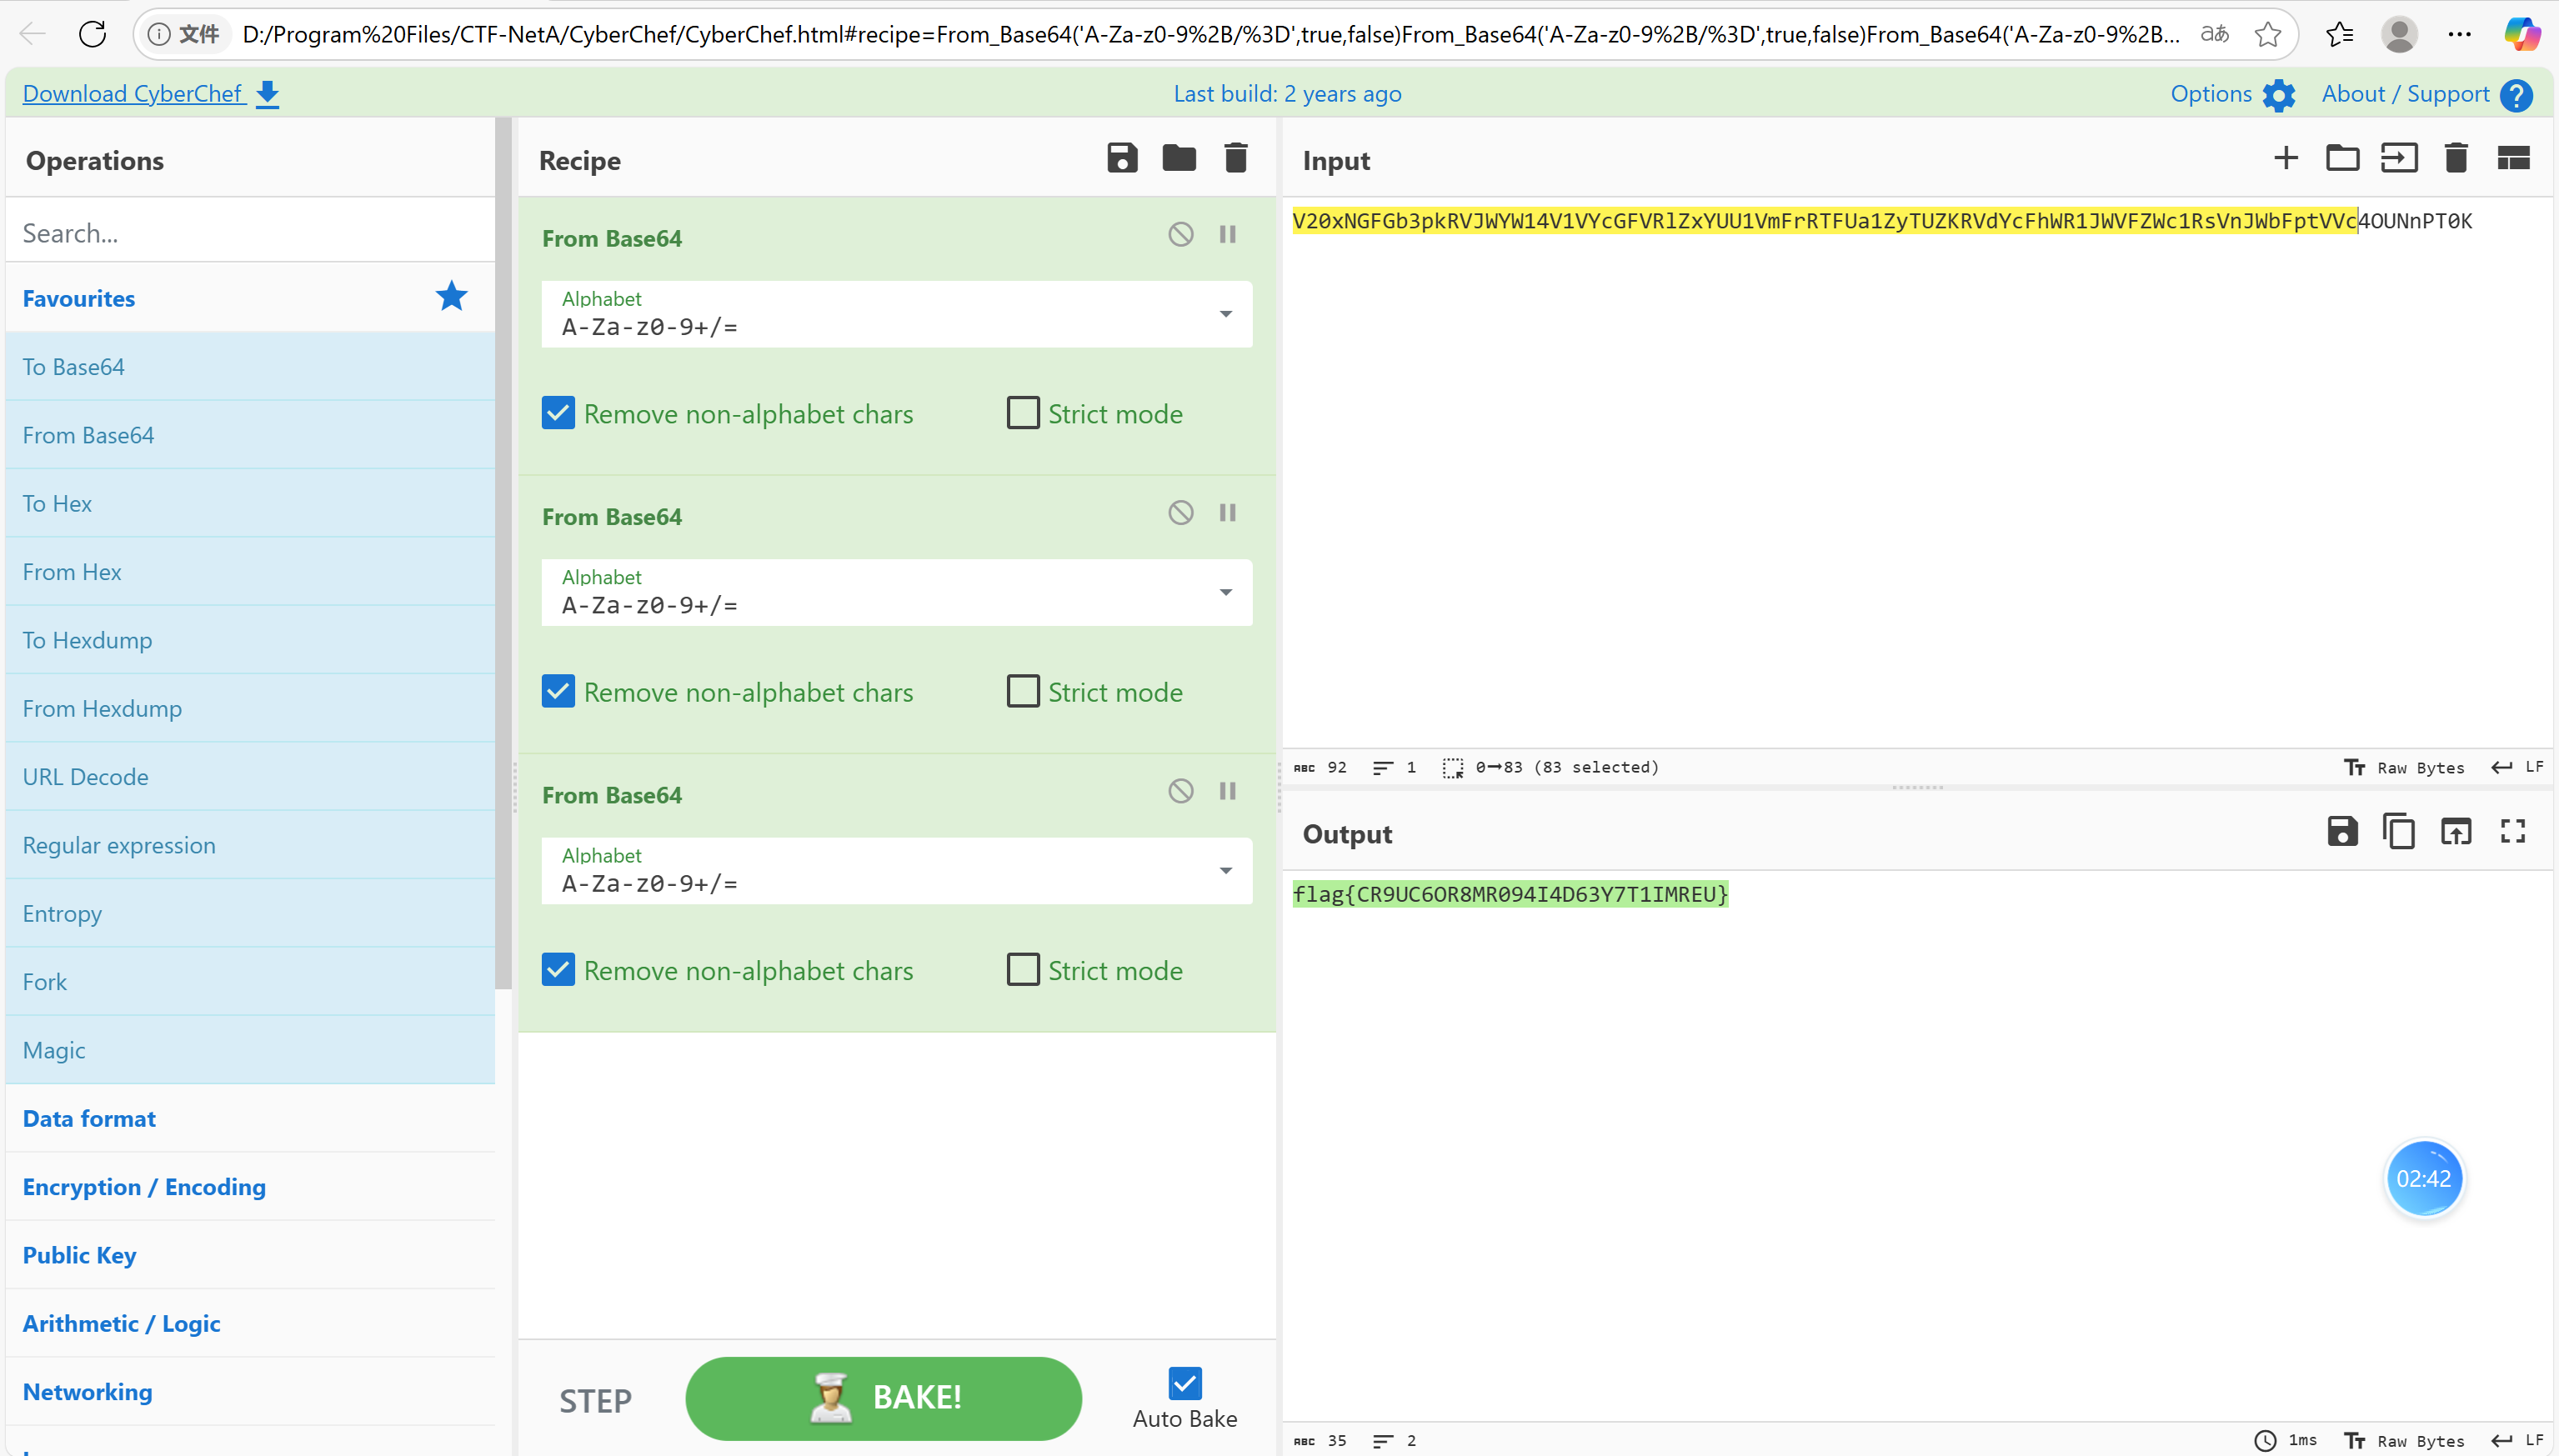 文件 D:/Program%20Files/CTF-NetA/CyberChef/CyberChef.html#recipe=From_Base64('A-Za-z0-9%2B/%3D',true,false)From_Base64('A-Za-z0-9%2B/%3D',true,false)From_Base64('A-Za-z0-9%2B... aあ
Download CyberChef Last build: 2 years ago Options About / Support
Operations
Search...
Favourites
To Base64
From Base64
To Hex
From Hex
To Hexdump
From Hexdump
URL Decode
Regular expression
Entropy
Fork
Magic
Data format
Encryption / Encoding
Public Key
Arithmetic / Logic
Networking
Recipe
From Base64
Alphabet
A-Za-z0-9+/=
Remove non-alphabet chars Strict mode
From Base64
Alphabet
A-Za-z0-9+/=
Remove non-alphabet chars Strict mode
From Base64
Alphabet
A-Za-z0-9+/=
Remove non-alphabet chars Strict mode
STEP BAKE! Auto Bake
Input
V20xNGFGb3pkRVJWYW14V1VYcGFVRlZxYUU1VmFrRTFUa1ZyTUZKRVdYcFhWR1JWVFZWc1RsVnJWbFptVVc4OUNnPT0K
ABC 92 1 0→83 (83 selected) Tт Raw Bytes LF
Output
flag{CR9UC6OR8MR094I4D63Y7T1IMREU}
02:42
ABC 35 2 1ms Tт Raw Bytes LF